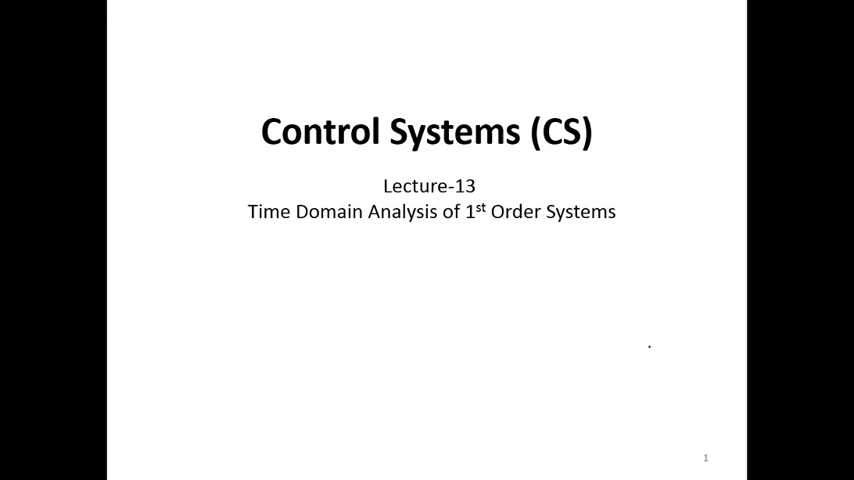 Control Systems (CS)
Lecture-13
Time Domain Analysis of 1st Order Systems
1